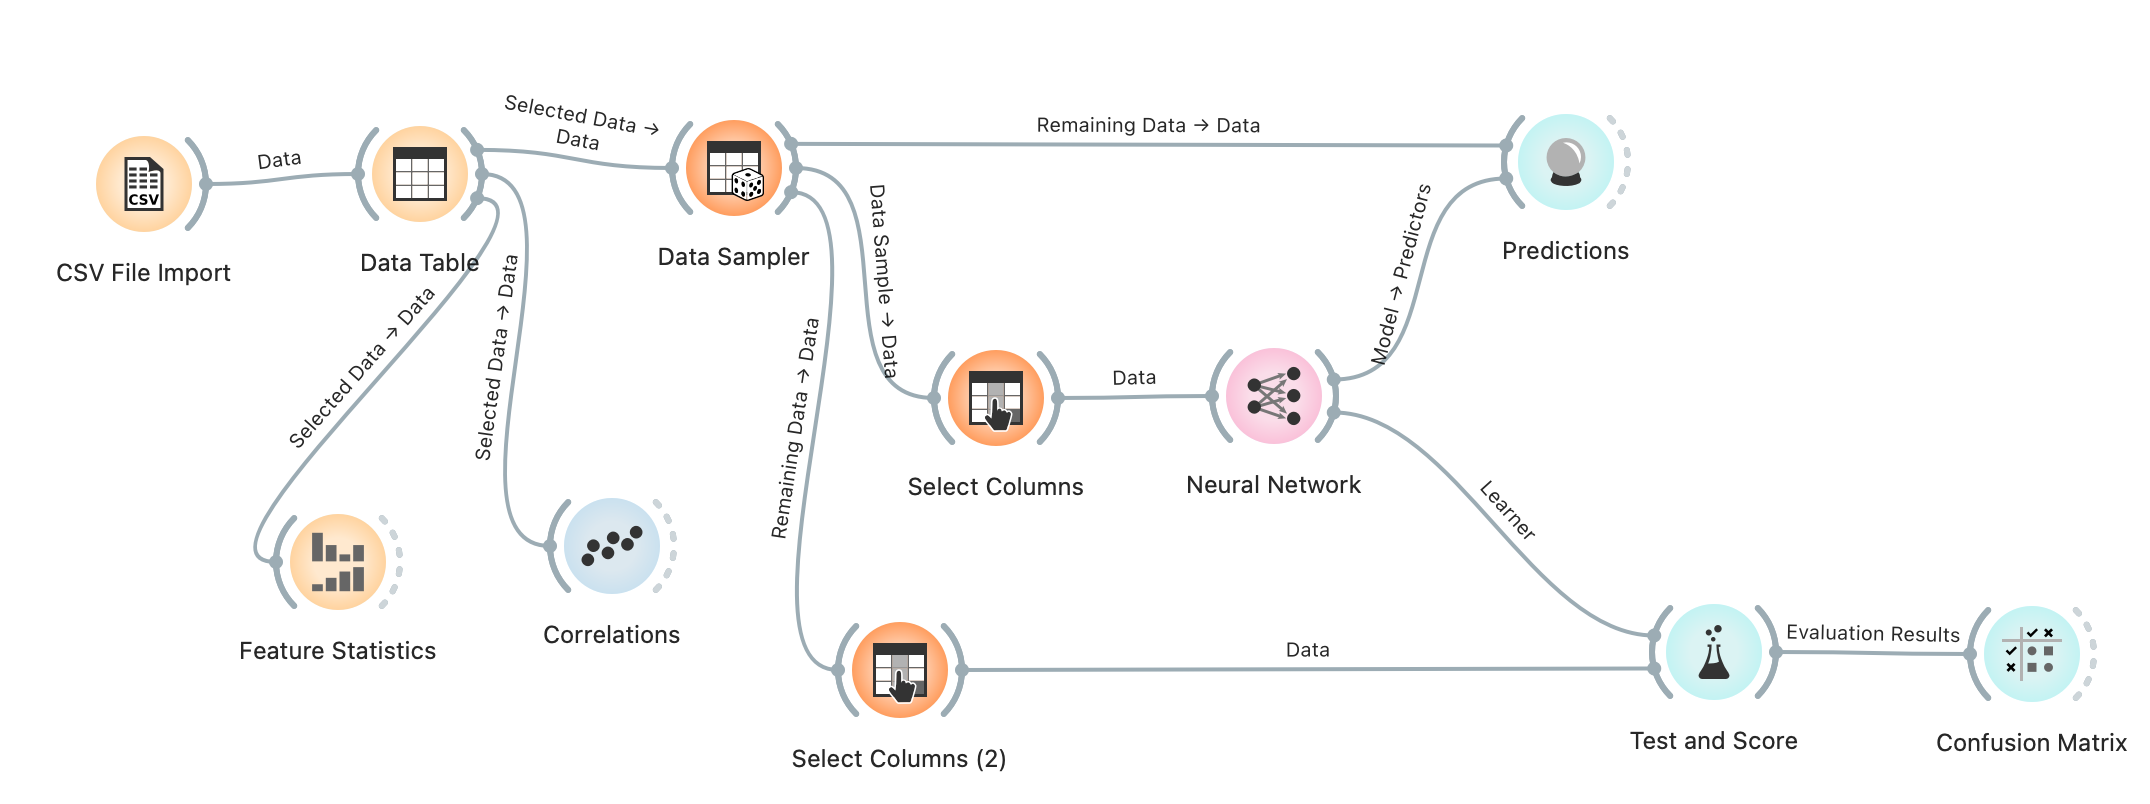 Selected Data → 
Data
Remaining Data → Data
Data
CSV
CSV File Import
Data Table
Data Sampler
Predictions
Selected Data → Data
Selected Data → Data
Data Sample → Data
Model → Predictors
Remaining Data → Data
Data
Select Columns
Neural Network
Learner
Feature Statistics
Correlations
Data
Evaluation Results
Select Columns (2)
Test and Score
Confusion Matrix